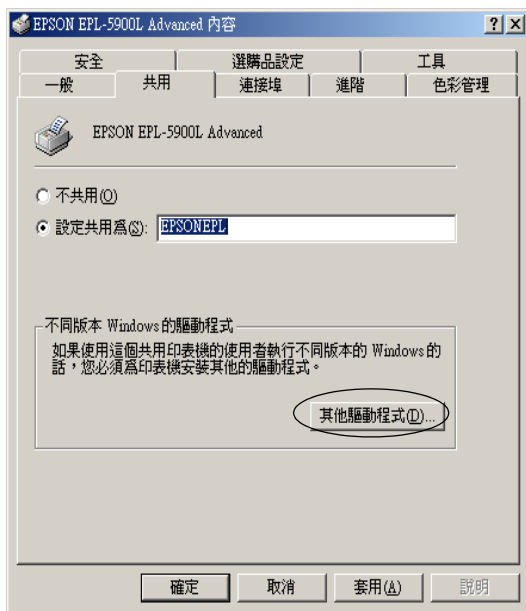 EPSON EPL-5900L Advanced 內容
安全 選購品設定 工具
一般 共用 連接埠 進階 色彩管理
EPSON EPL-5900L Advanced
不共用(O)
設定共用爲(S): EPSONEPL
不同版本 Windows 的驅動程式
如果使用這個共用印表機的使用者執行不同版本的 Windows 的
話，您必須爲印表機安裝其他的驅動程式。
其他驅動程式(D)...
確定 取消 套用(A) 說明